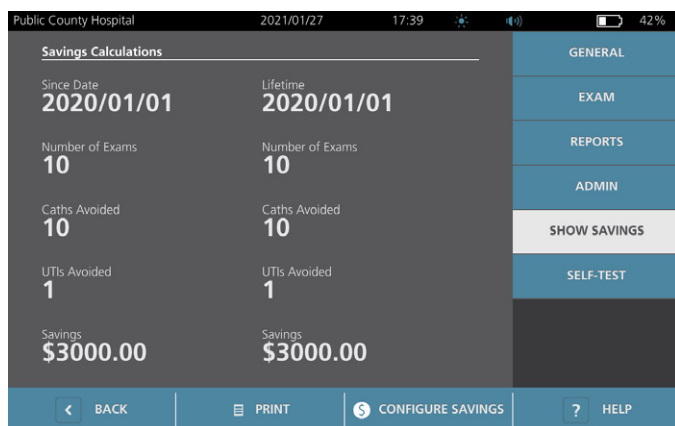 Public County Hospital 2021/01/27 17:39 42%
Savings Calculations
Since Date Lifetime
2020/01/01 2020/01/01
Number of Exams Number of Exams
10 10
Caths Avoided Caths Avoided
10 10
UTIs Avoided UTIs Avoided
1 1
Savings Savings
$3000.00 $3000.00
GENERAL
EXAM
REPORTS
ADMIN
SHOW SAVINGS
SELF-TEST
< BACK PRINT S CONFIGURE SAVINGS ? HELP